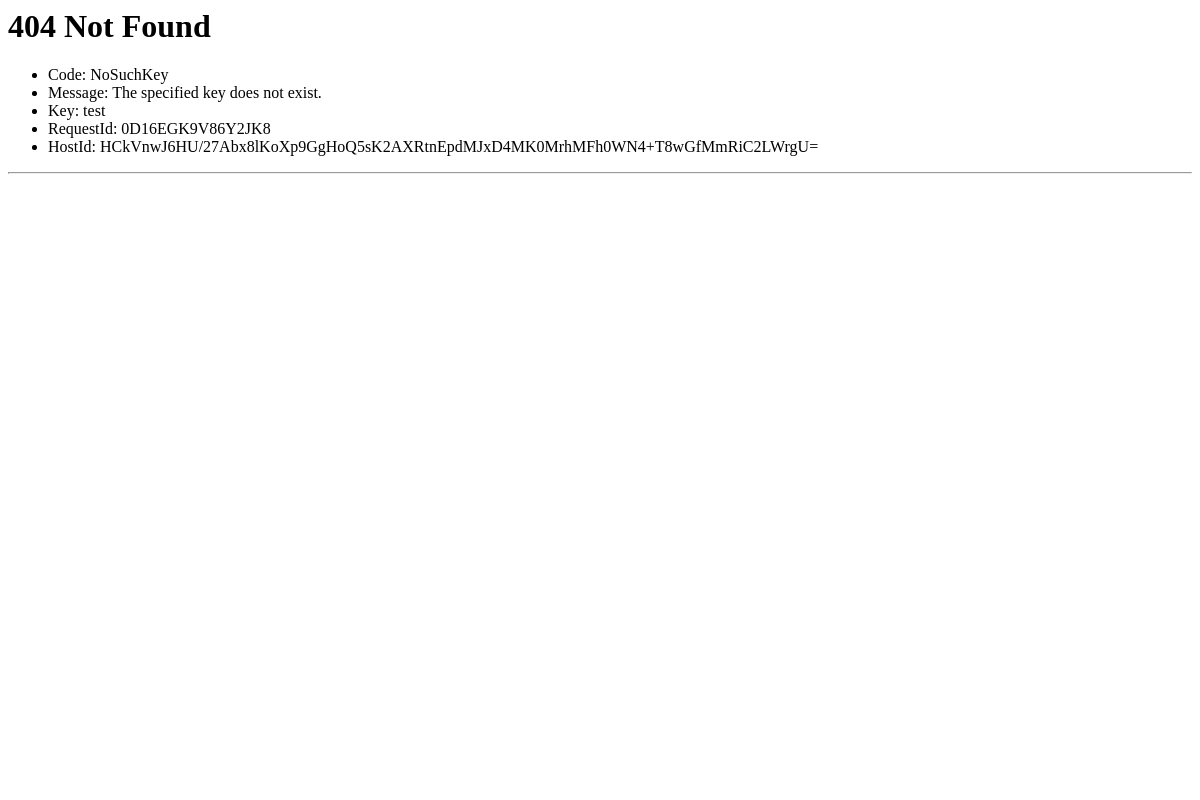 404 Not Found
Code: NoSuchKey
Message: The specified key does not exist.
Key: test
RequestId: 0D16EGK9V86Y2JK8
HostId: HCkVnwJ6HU/27Abx8lKoXp9GgHoQ5sK2AXRtnEpdMJxD4MK0MrhMFh0WN4+T8wGfMmRiC2LWrgU=